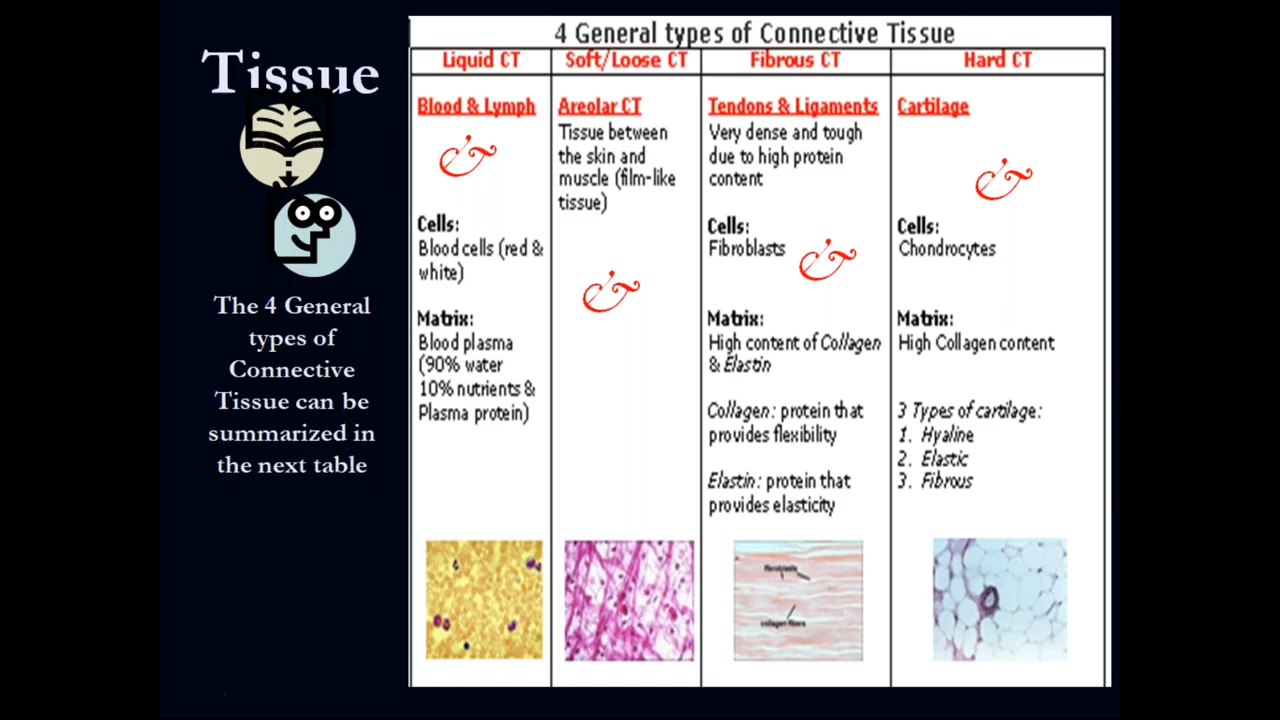 Tissue
The 4 General
types of
Connective
Tissue can be
summarized in
the next table
4 General types of Connective Tissue
Liquid CT
Soft/Loose CT
Fibrous CT
Hard CT
Blood & Lymph
&
Cells:
Blood cells (red &
white)
Matrix:
Blood plasma
(90% water
10% nutrients &
Plasma protein)
Areolar CT
Tissue between
the skin and
muscle (film-like
tissue)
&
Tendons & Ligaments
Very dense and tough
due to high protein
content
Cells:
Fibroblasts
&
Matrix:
High content of Collagen
& Elastin
Collagen: protein that
provides flexibility
Elastin: protein that
provides elasticity
fibroblasts
collagen fibers
Cartilage
&
Cells:
Chondrocytes
Matrix:
High Collagen content
3 Types of cartilage:
1. Hyaline
2. Elastic
3. Fibrous